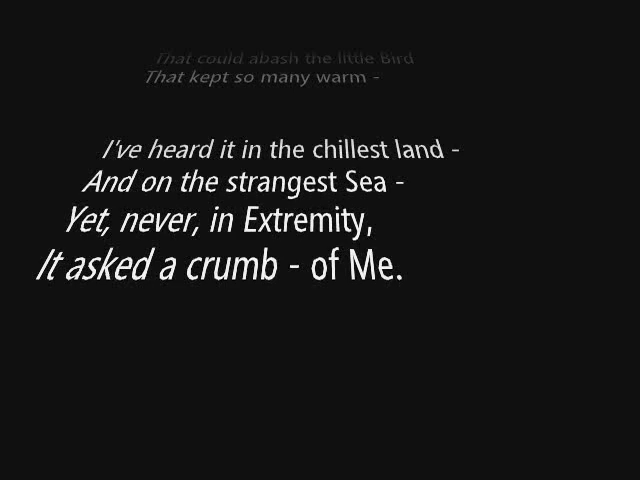 That could abash the little Bird
That kept so many warm -
I've heard it in the chillest land -
And on the strangest Sea -
Yet, never, in Extremity,
It asked a crumb - of Me.